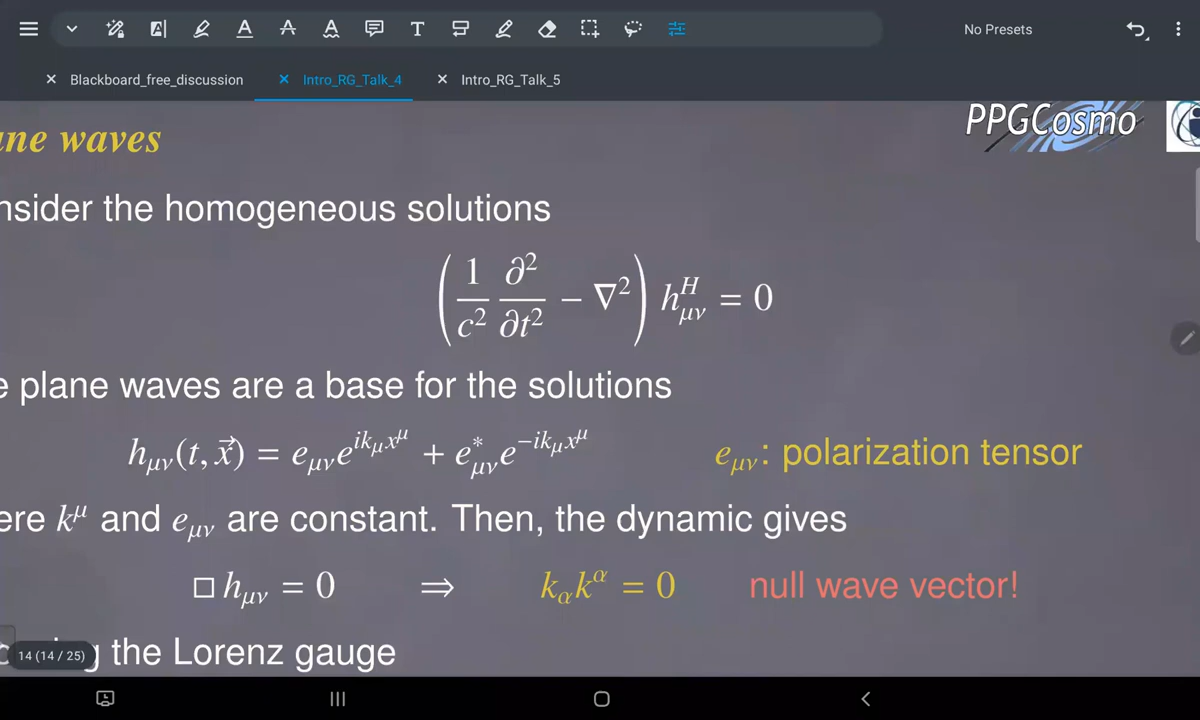 No Presets
Blackboard_free_discussion
Intro_RG_Talk_4
Intro_RG_Talk_5
PPGCosmo
ne waves
nsider the homogeneous solutions
(1/c² ∂²/∂t² − ∇²) h^H_μν = 0
e plane waves are a base for the solutions
h_μν(t, x⃗) = e_μν e^{ik_μx^μ} + e*_μν e^{−ik_μx^μ} e_μν: polarization tensor
ere k^μ and e_μν are constant. Then, the dynamic gives
□ h_μν = 0 ⇒ k_α k^α = 0 null wave vector!
g the Lorenz gauge
14 (14 / 25)